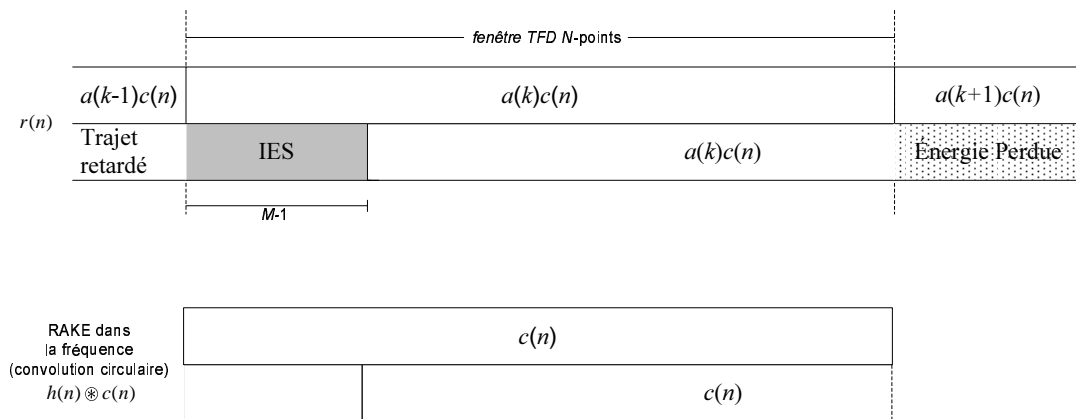 fenêtre TFD N-points
a(k-1)c(n) a(k)c(n) a(k+1)c(n)
r(n)
Trajet
retardé
IES a(k)c(n) Énergie Perdue
M-1
RAKE dans
la fréquence
(convolution circulaire)
h(n) ⊛ c(n)
c(n)
c(n)